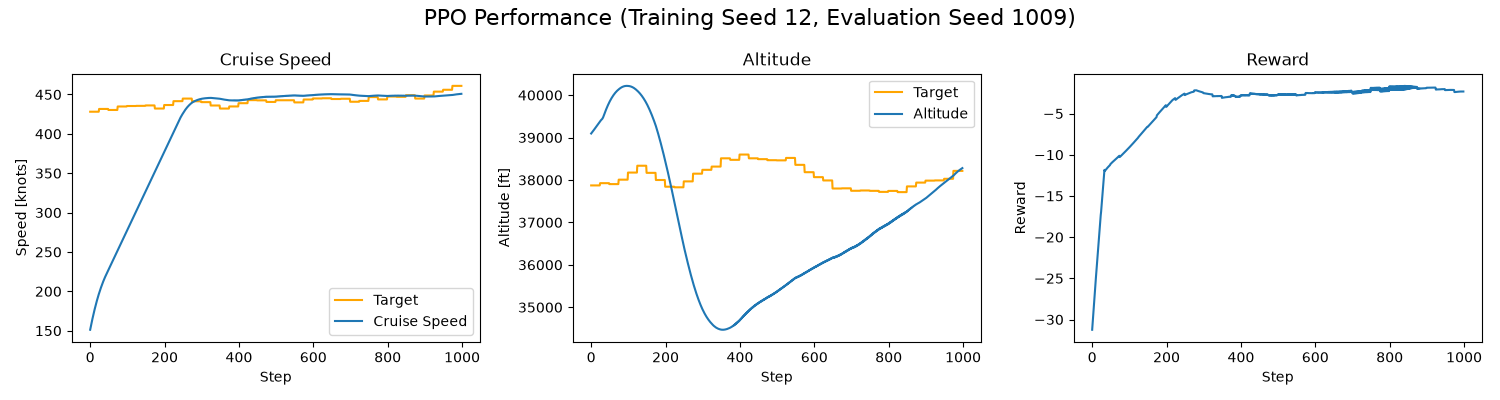 PPO Performance (Training Seed 12, Evaluation Seed 1009)
Cruise Speed
Speed [knots]
450
400
350
300
250
200
150
0 200 400 600 800 1000
Step
Target
Cruise Speed
Altitude
Altitude [ft]
40000
39000
38000
37000
36000
35000
0 200 400 600 800 1000
Step
Target
Altitude
Reward
Reward
−5
−10
−15
−20
−25
−30
0 200 400 600 800 1000
Step